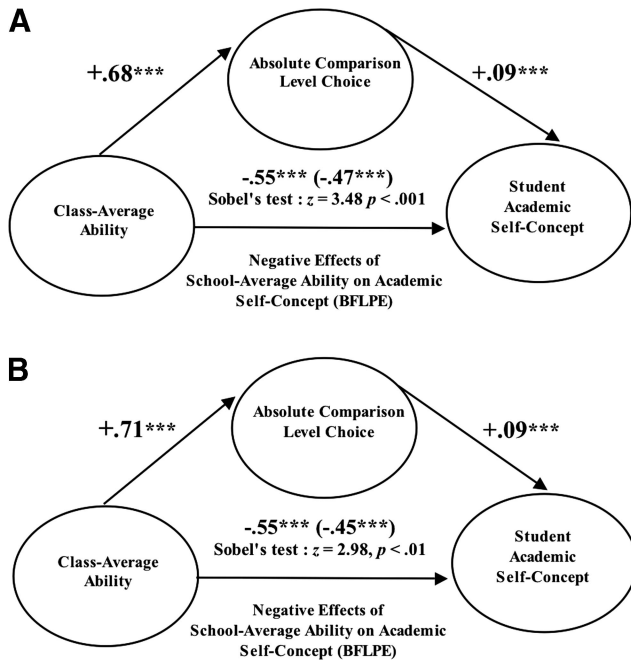 A
Absolute Comparison
Level Choice
+.68***
+.09***
-.55*** (-.47***)
Sobel's test : z = 3.48 p < .001
Class-Average
Ability
Student
Academic
Self-Concept
Negative Effects of
School-Average Ability on Academic
Self-Concept (BFLPE)
B
Absolute Comparison
Level Choice
+.71***
+.09***
-.55*** (-.45***)
Sobel's test : z = 2.98, p < .01
Class-Average
Ability
Student
Academic
Self-Concept
Negative Effects of
School-Average Ability on Academic
Self-Concept (BFLPE)